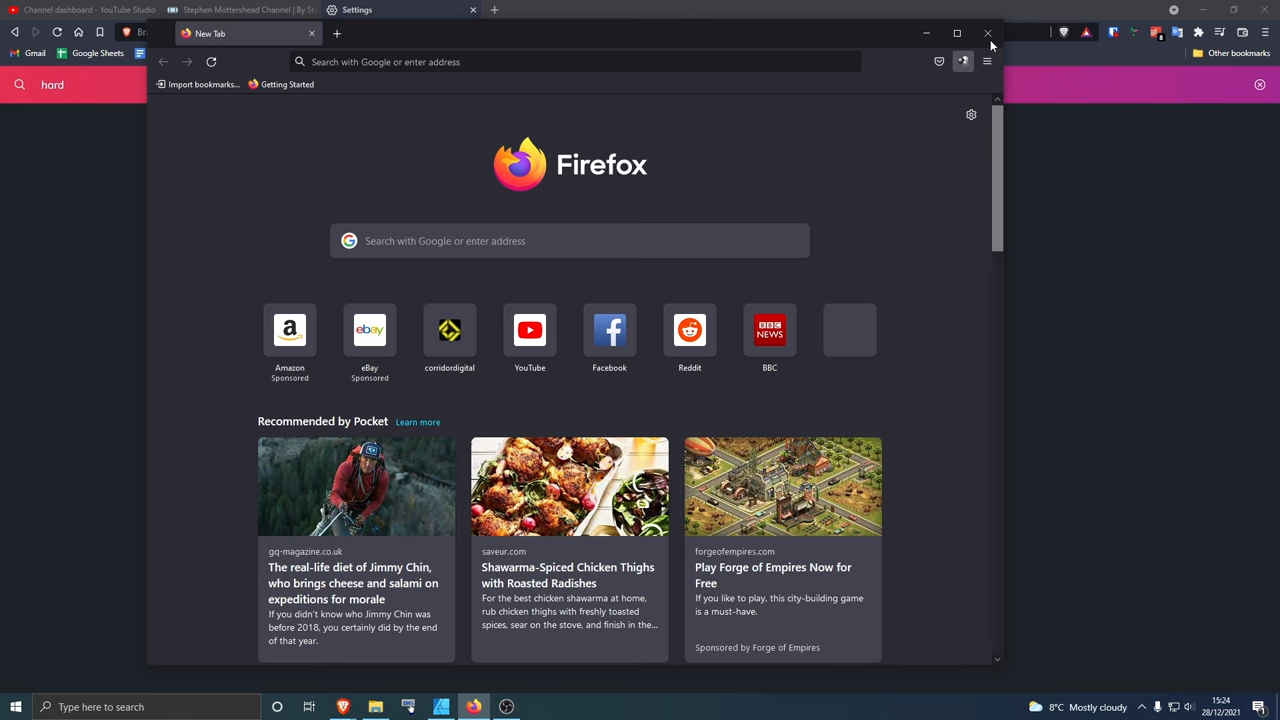 Channel dashboard - YouTube Studio
Stephen Mottershead Channel | By St
Settings
New Tab
Gmail
Google Sheets
Bra
Search with Google or enter address
8
Other bookmarks
Import bookmarks...
Getting Started
hard
Firefox
Search with Google or enter address
a
ebay
BBC
NEWS
Amazon
Sponsored
eBay
Sponsored
corridordigital
YouTube
Facebook
Reddit
BBC
Recommended by Pocket
Learn more
gq-magazine.co.uk
The real-life diet of Jimmy Chin,
who brings cheese and salami on
expeditions for morale
If you didn't know who Jimmy Chin was
before 2018, you certainly did by the end
of that year.
saveur.com
Shawarma-Spiced Chicken Thighs
with Roasted Radishes
For the best chicken shawarma at home,
rub chicken thighs with freshly toasted
spices, sear on the stove, and finish in the...
forgeofempires.com
Play Forge of Empires Now for
Free
If you like to play, this city-building game
is a must-have.
Sponsored by Forge of Empires
Type here to search
8°C Mostly cloudy
15:24
28/12/2021